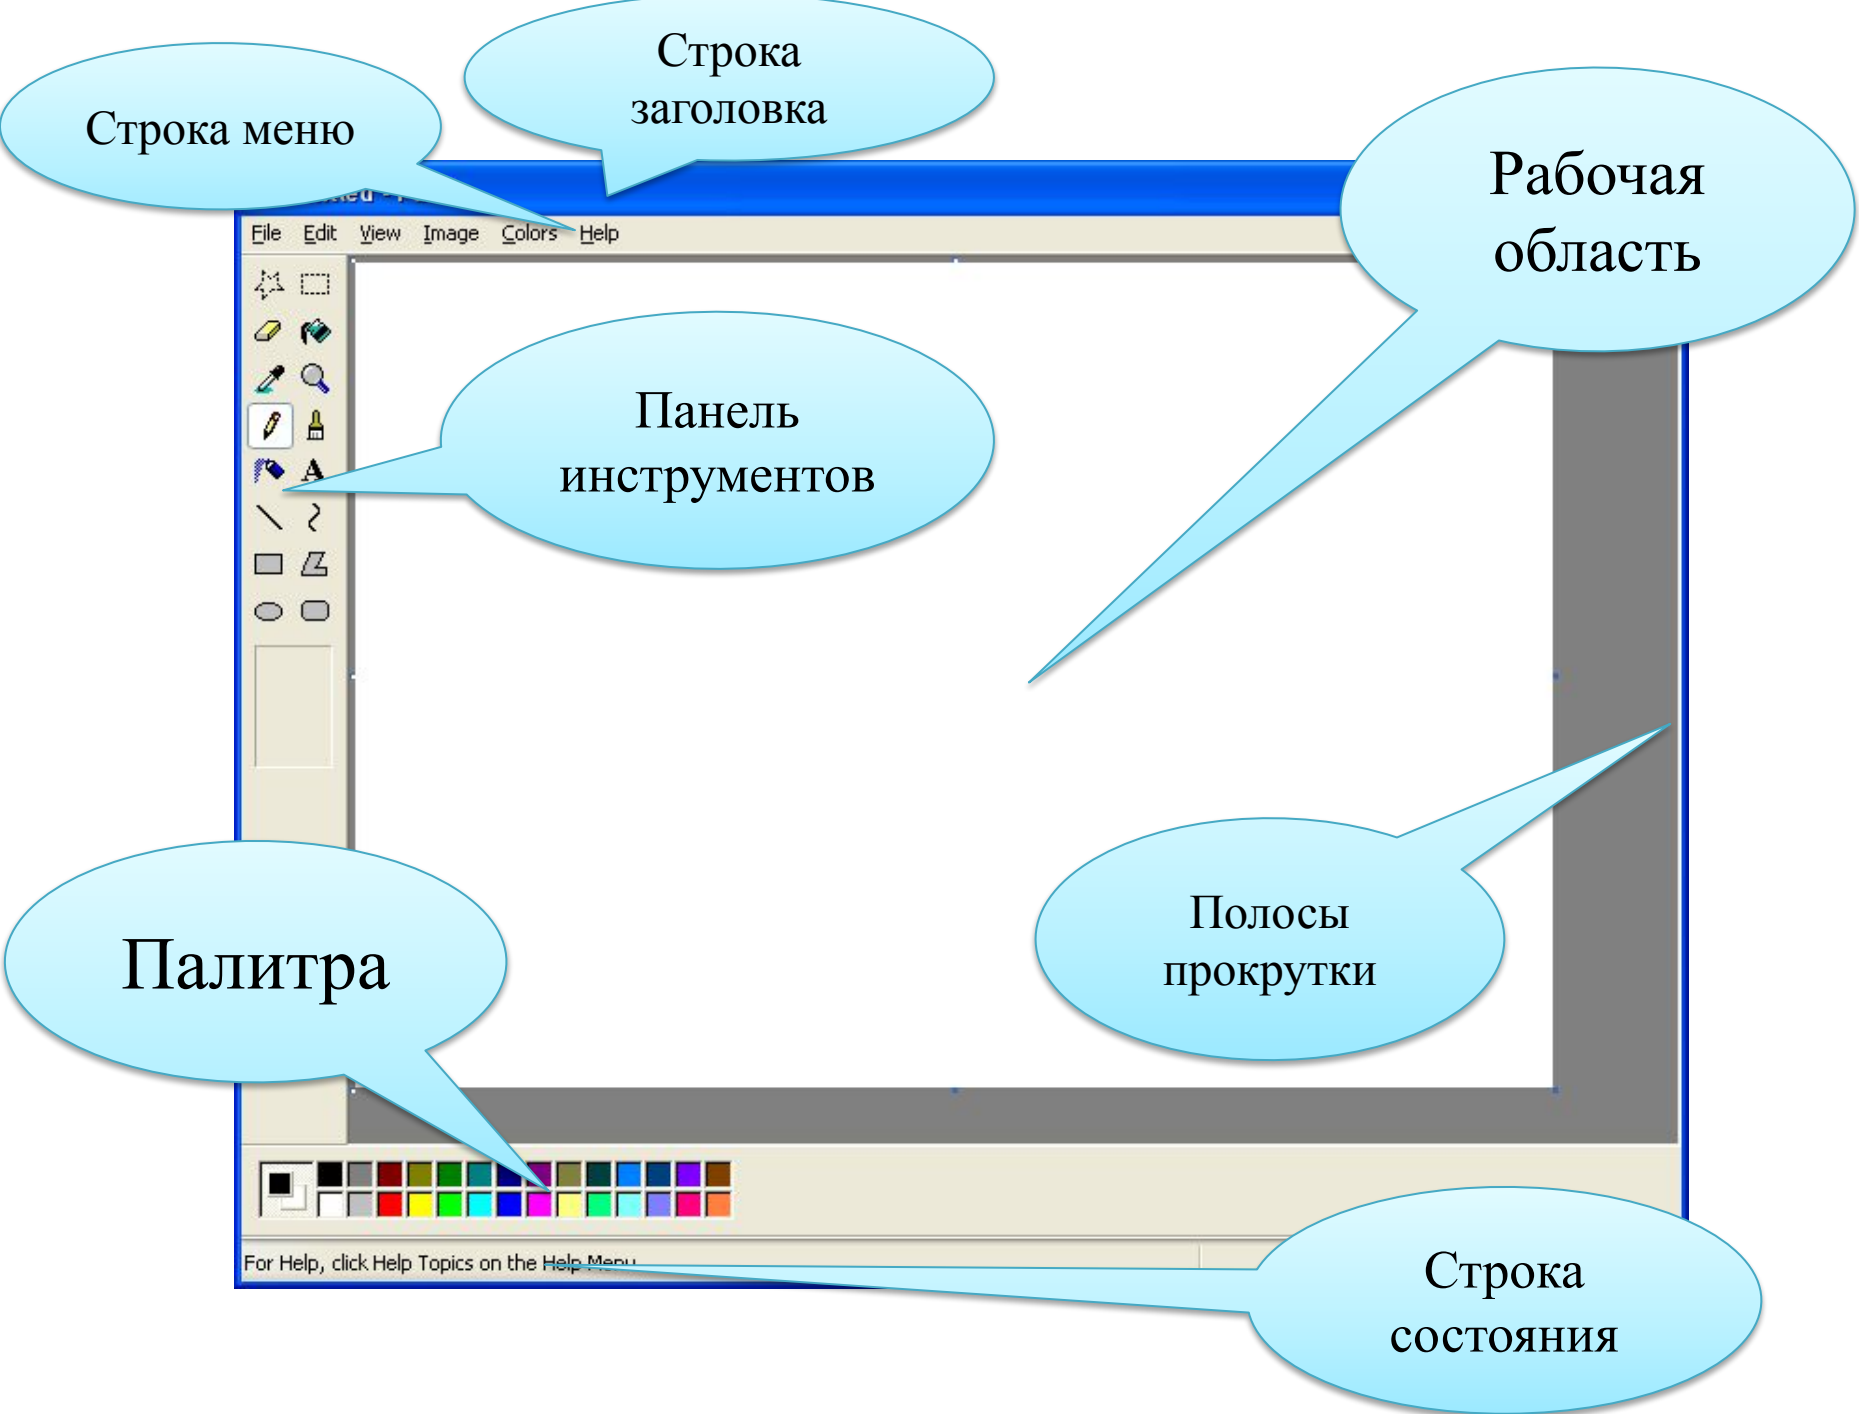 Строка
заголовка
Строка меню
Рабочая
область
File Edit View Image Colors Help
Панель
инструментов
Полосы
прокрутки
Палитра
For Help, click Help Topics on the Help Menu
Строка
состояния